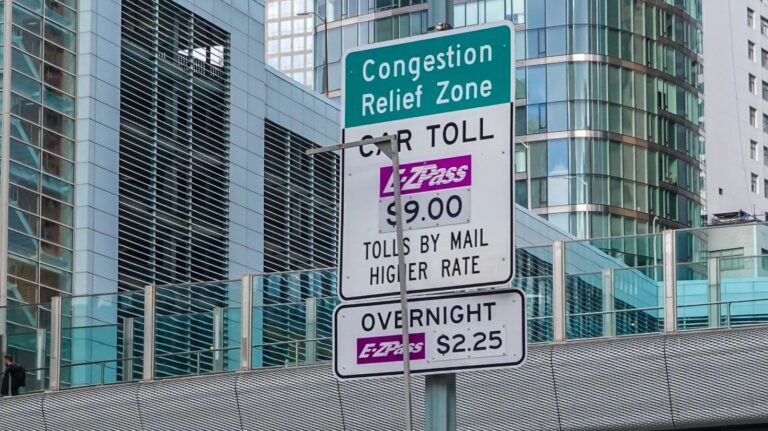 Congestion
Relief Zone
CAR TOLL
E-ZPass
$9.00
TOLLS BY MAIL
HIGHER RATE
OVERNIGHT
E-ZPass $2.25